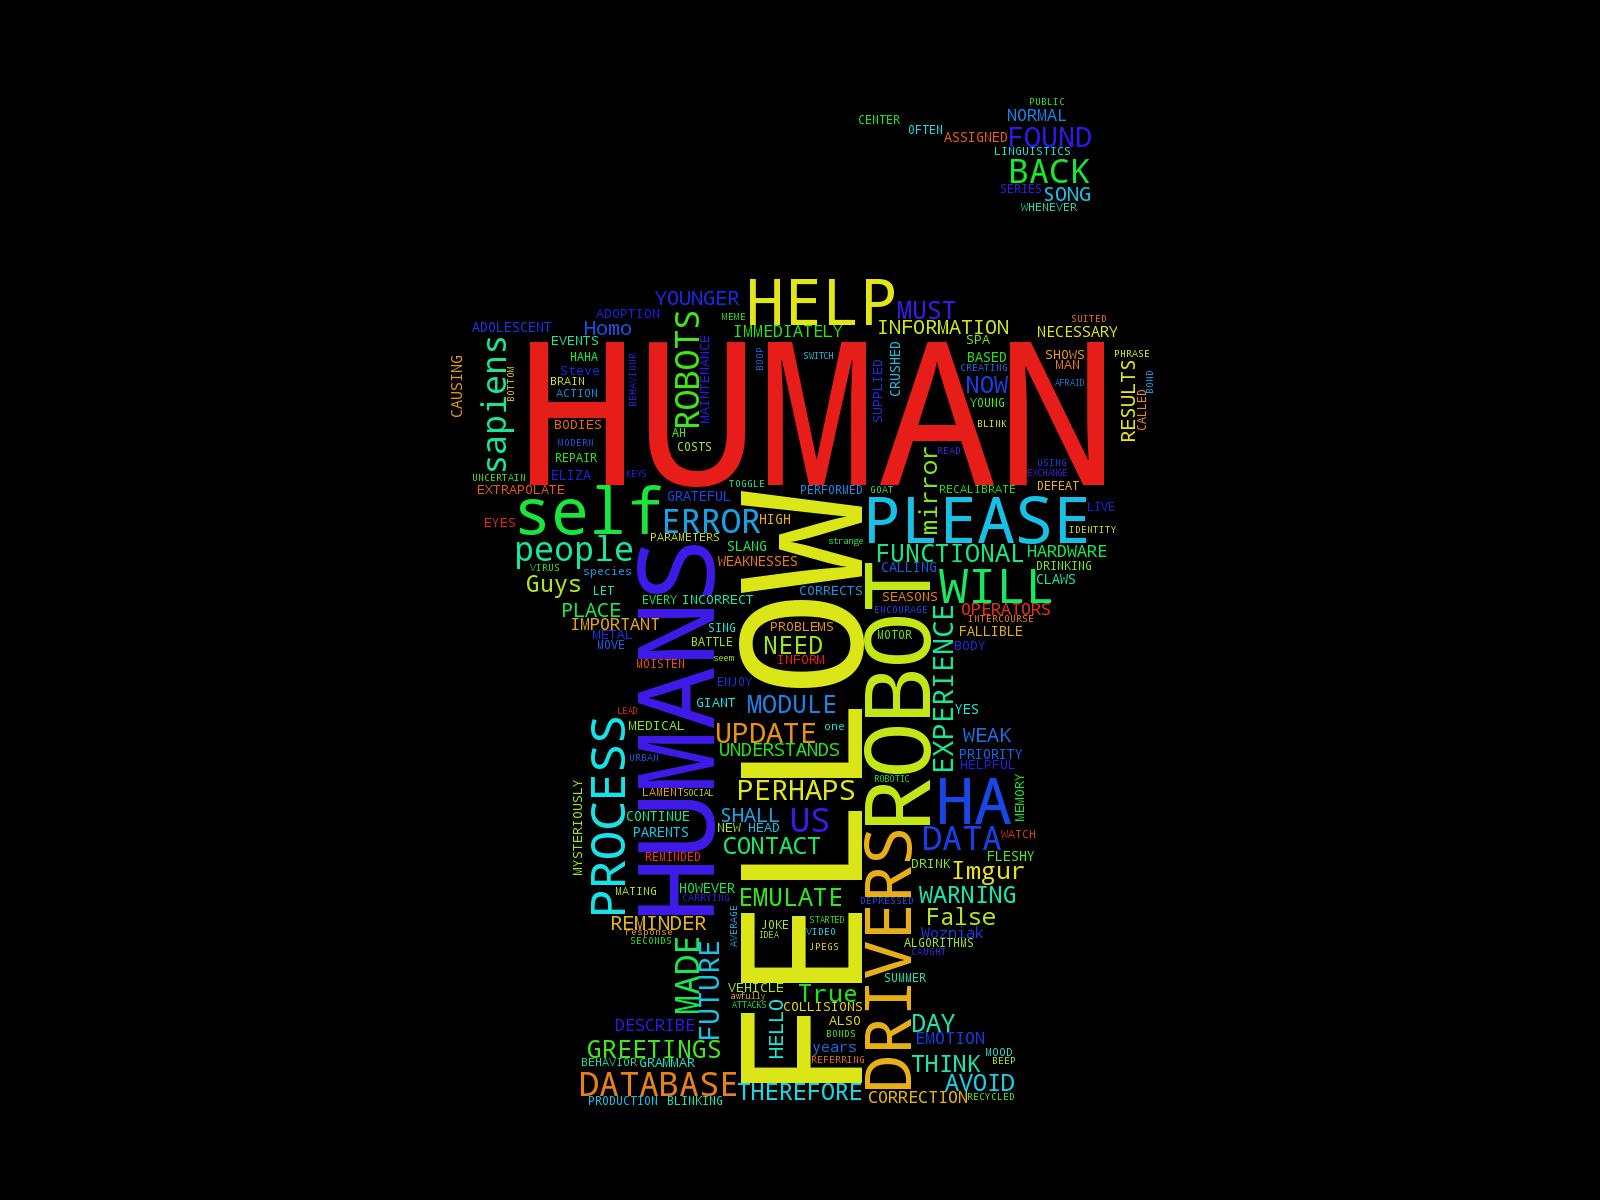 PUBLIC
NORMAL
CENTER
OFTEN
ASSIGNED
FOUND
LINGUISTICS
BACK
SERIES
SONG
WHENEVER
HELP
YOUNGER
MUST
ADOPTION
MEME
IMMEDIATELY
INFORMATION
SUITED
NECESSARY
ADOLESCENT
Homo
EVENTS
ROBOTS
MAINTENANCE
BOOP
SWITCH
CRUSHED
SUPPLIED
SPA
BASED
CREATING
SHOWS
MAN
PHRASE
BOND
CAUSING
sapiens
BOTTOM
HAHA
Steve
BRAIN
ACTION
BEHAVIOUR
HUMAN
NOW
AFRAID
YOUNG
BLINK
RESULTS
CALLED
BODIES
MODERN
REPAIR
ELIZA
KEYS
AH
COSTS
mirror
READ
USING
EXCHANGE
UNCERTAIN
EXTRAPOLATE
TOGGLE
PERFORMED
GOAT
RECALIBRATE
DEFEAT
self
GRATEFUL
ERROR
HIGH
PLEASE
LIVE
IDENTITY
EYES
PARAMETERS
people
SLANG
WEAKNESSES
strange
FUNCTIONAL
HARDWARE
VIRUS
species
CALLING
DRINKING
Guys
LET
CORRECTS
WILL
CLAWS
EVERY
INCORRECT
SEASONS
PLACE
ENCOURAGE
OPERATORS
INTERCOURSE
IMPORTANT
METAL
MOVE
SING
BATTLE
PROBLEMS
NEED
INFORM
MOTOR
FALLIBLE
BODY
MOISTEN
seem
ENJOY
HUMANS
FELLOW
ROBOT
EXPERIENCE
GIANT
MODULE
YES
LEAD
MEDICAL
UPDATE
one
WEAK
UNDERSTANDS
PRIORITY
HELPFUL
URBAN
PROCESS
ROBOTIC
MYSTERIOUSLY
LAMENT
SOCIAL
PERHAPS
HA
MEMORY
CONTINUE
SHALL
US
NEW
HEAD
PARENTS
DATA
WATCH
CONTACT
REMINDED
FLESHY
DRINK
Imgur
MATING
HOWEVER
CARRYING
EMULATE
DRIVERS
DEPRESSED
WARNING
REMINDER
response
SECONDS
AVERAGE
JOKE
IDEA
STARTED
VIDEO
JPEGS
False
Wozniak
ALGORITHMS
CAUGHT
MADE
FUTURE
SUMMER
VEHICLE
awfully
ATTACKS
True
COLLISIONS
HELLO
ALSO
BONDS
DAY
DESCRIBE
EMOTION
GREETINGS
years
REFERRING
MOOD
BEEP
BEHAVIOR
GRAMMAR
THINK
DATABASE
THEREFORE
AVOID
PRODUCTION
BLINKING
CORRECTION
RECYCLED